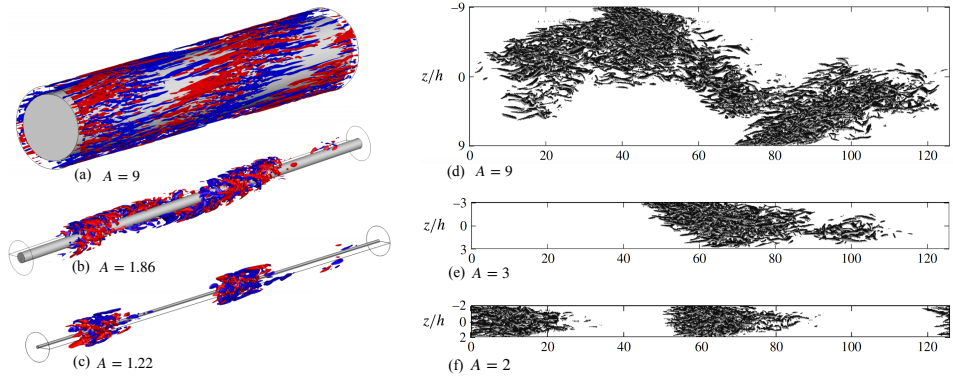 (a) A = 9
(b) A = 1.86
(c) A = 1.22
−9
z/h
0
9
0 20 40 60 80 100 120
(d) A = 9
−3
z/h
0
3
0 20 40 60 80 100 120
(e) A = 3
−2
z/h
0
2
0 20 40 60 80 100 120
(f) A = 2